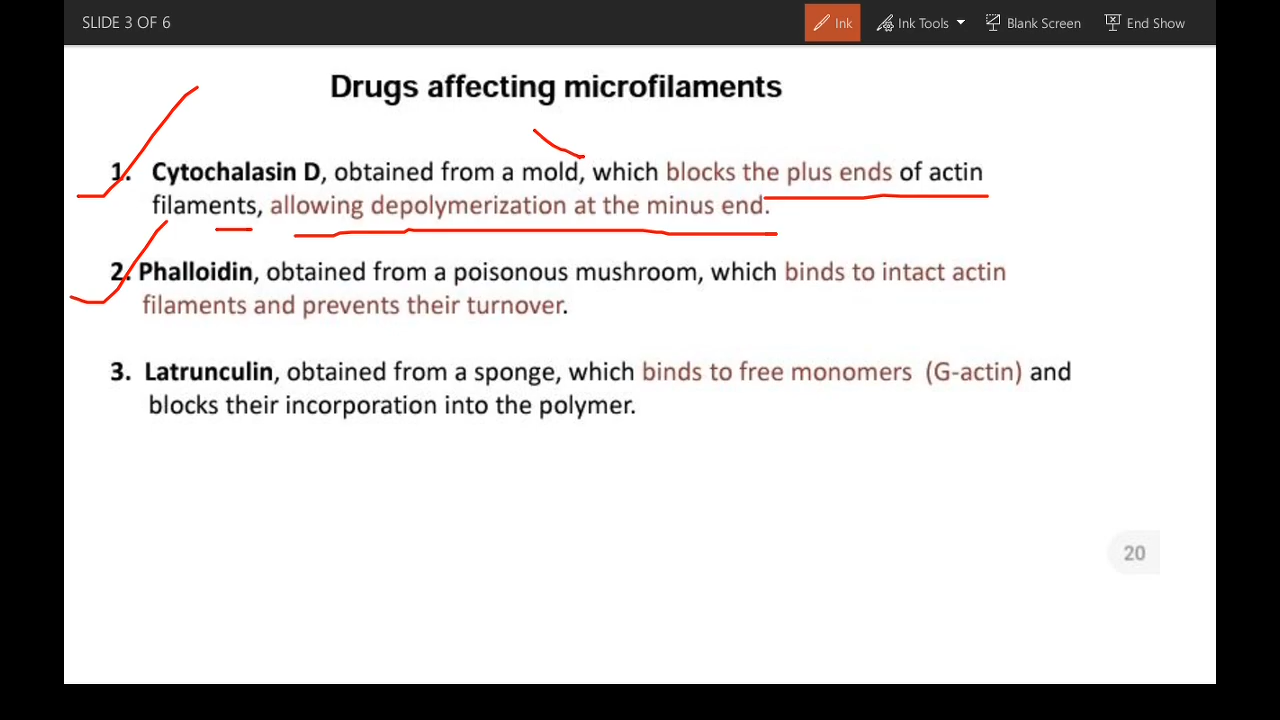 SLIDE 3 OF 6
Ink
Ink Tools
Blank Screen
End Show
Drugs affecting microfilaments
1. Cytochalasin D, obtained from a mold, which blocks the plus ends of actin
filaments, allowing depolymerization at the minus end.
2. Phalloidin, obtained from a poisonous mushroom, which binds to intact actin
filaments and prevents their turnover.
3. Latrunculin, obtained from a sponge, which binds to free monomers (G-actin) and
blocks their incorporation into the polymer.
20